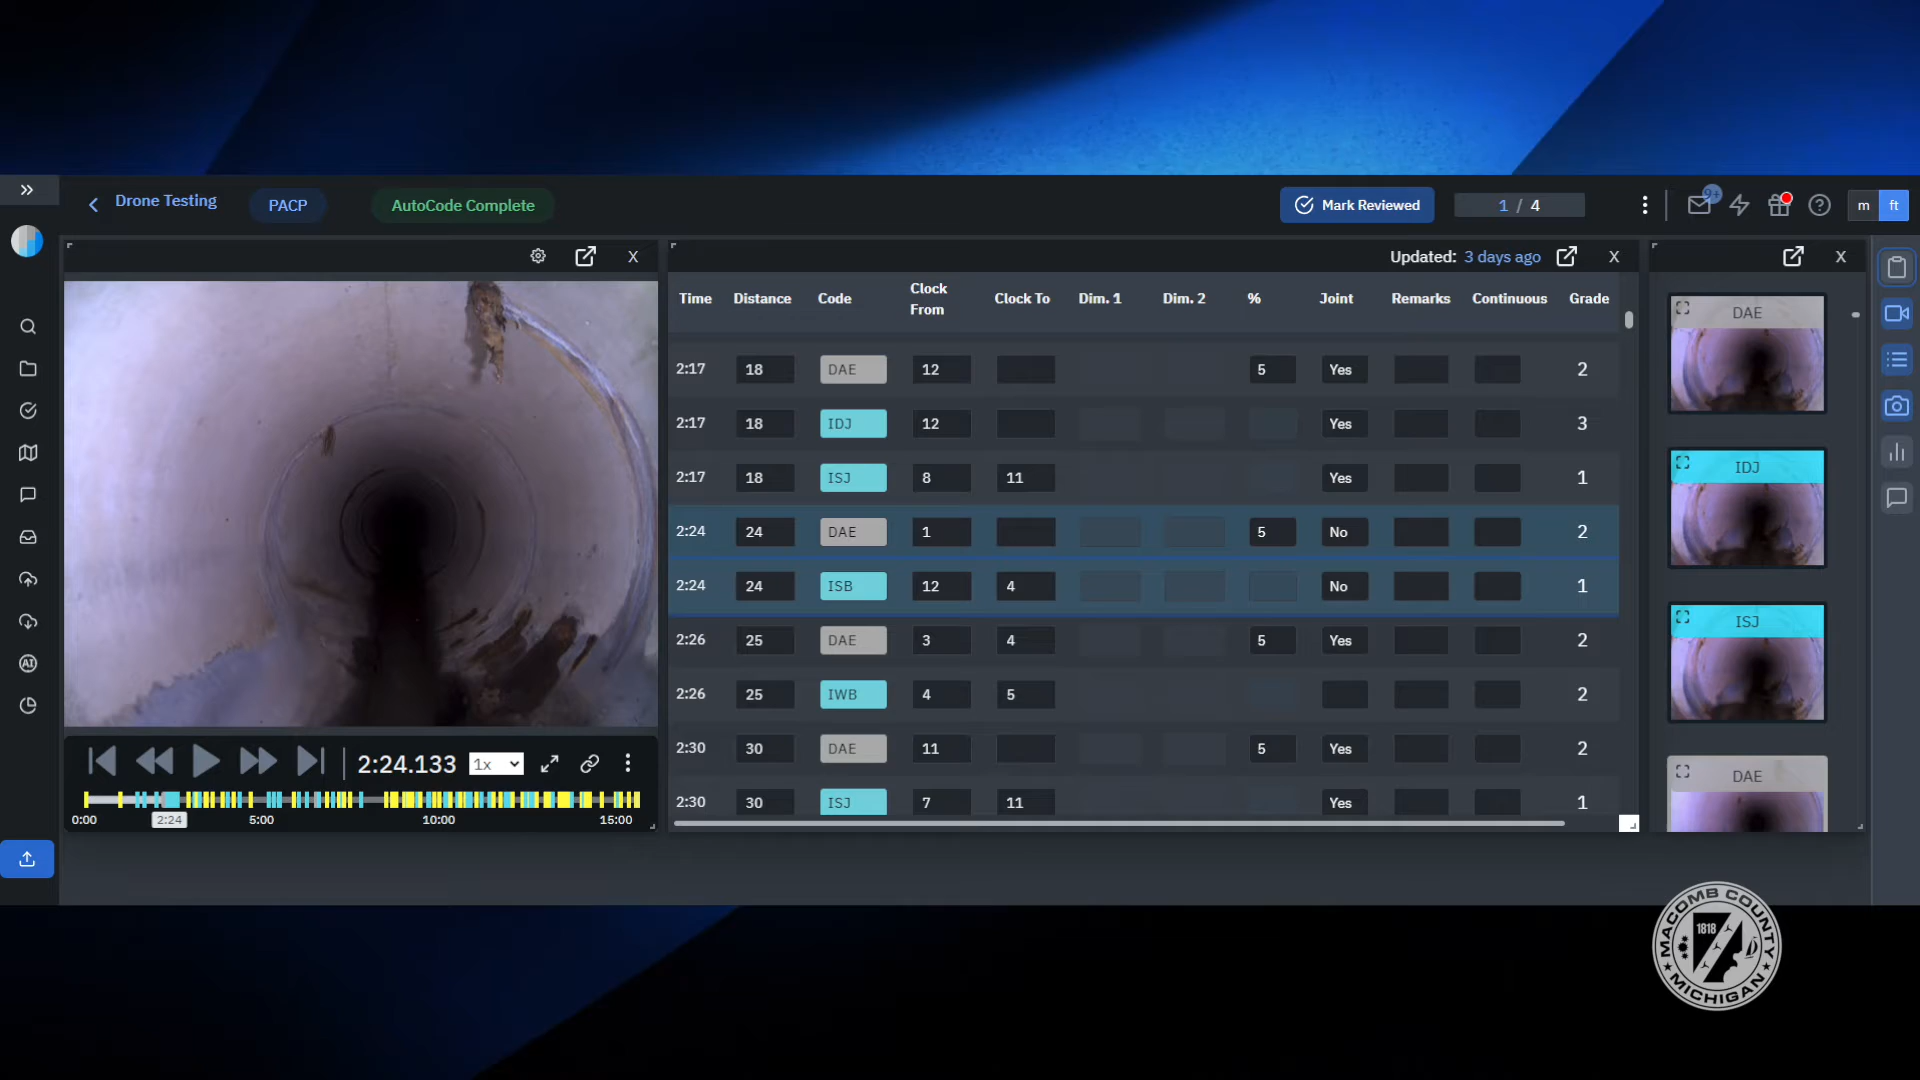 Drone Testing
PACP
AutoCode Complete
Mark Reviewed
1 / 4
9+
m
ft
X
Updated: 3 days ago
X
X
Time Distance Code Clock From Clock To Dim. 1 Dim. 2 % Joint Remarks Continuous Grade
2:17 18 DAE 12 5 Yes 2
2:17 18 IDJ 12 Yes 3
2:17 18 ISJ 8 11 Yes 1
2:24 24 DAE 1 5 No 2
2:24 24 ISB 12 4 No 1
2:26 25 DAE 3 4 5 Yes 2
2:26 25 IWB 4 5 2
2:30 30 DAE 11 5 Yes 2
2:30 30 ISJ 7 11 Yes 1
DAE
IDJ
ISJ
DAE
AI
2:24.133
1x
0:00 2:24 5:00 10:00 15:00
MACOMB COUNTY
1818
MICHIGAN